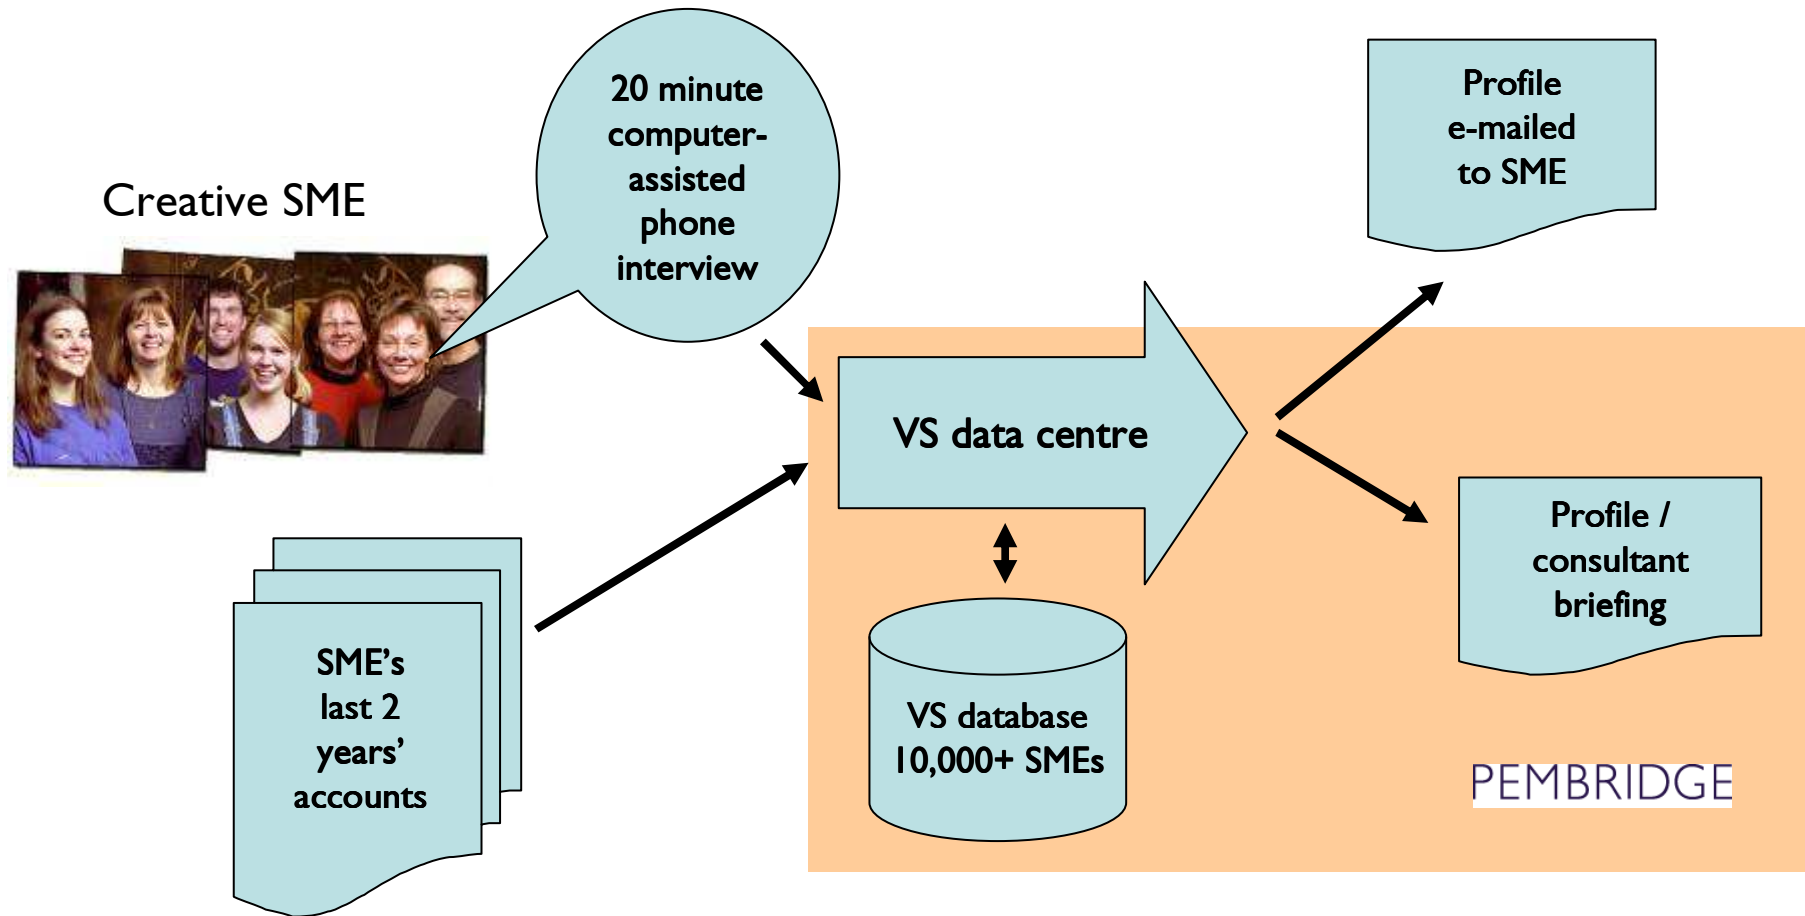 Creative SME
20 minute
computer-
assisted
phone
interview
Profile
e-mailed
to SME
VS data centre
SME’s
last 2
years’
accounts
VS database
10,000+ SMEs
Profile /
consultant
briefing
PEMBRIDGE